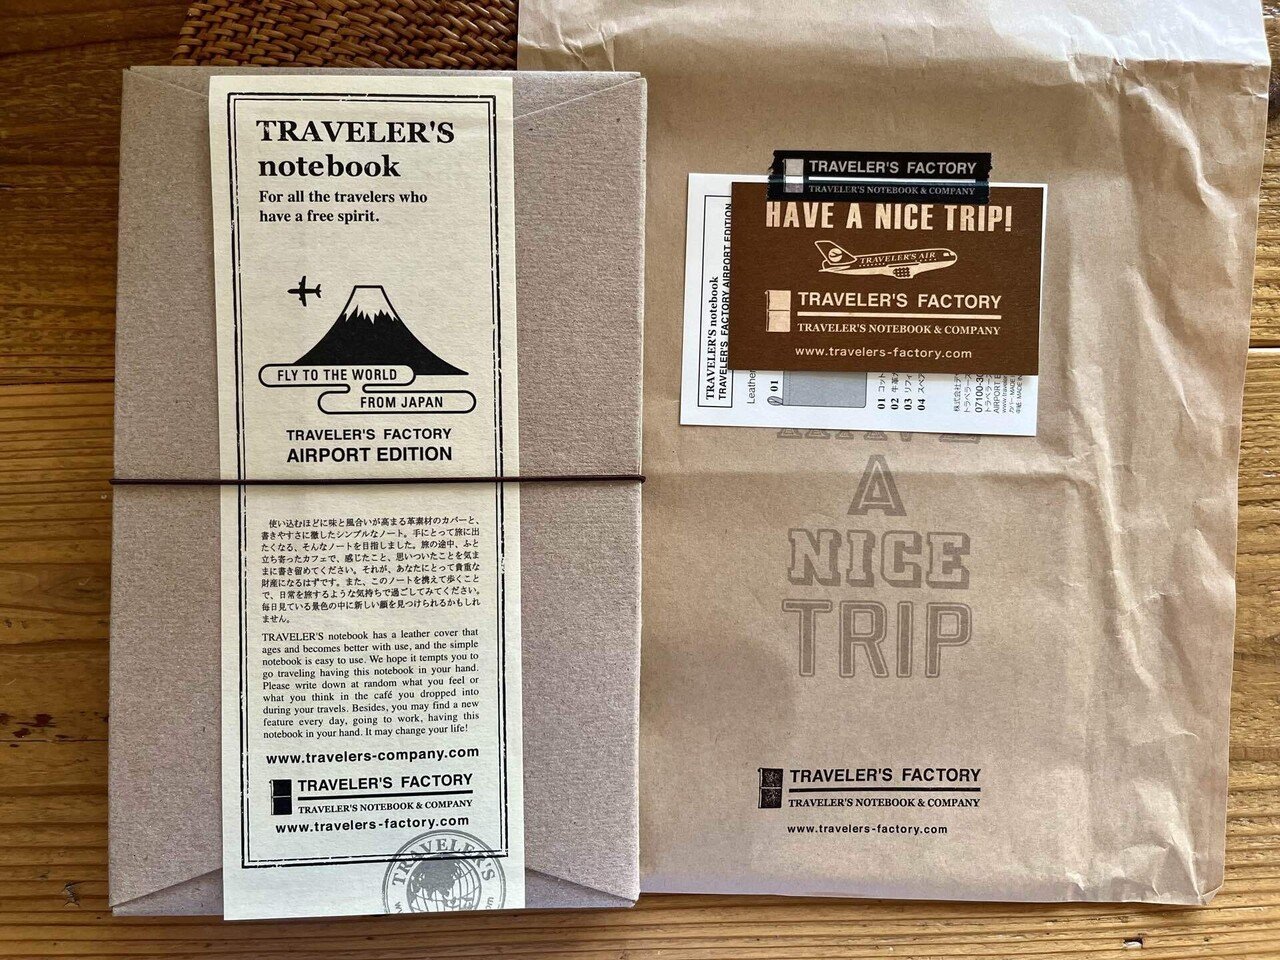 TRAVELER'S
notebook
For all the travelers who
have a free spirit.
FLY TO THE WORLD
FROM JAPAN
TRAVELER'S FACTORY
AIRPORT EDITION
使い込むほどに味と風合いが高まる革素材のカバーと、
書きやすさに徹したシンプルなノート。手にとって旅に出
たくなる、そんなノートを目指しました。旅の途中、ふと
立ち寄ったカフェで、感じたこと、思いついたことを気ま
まに書き留めてください。それが、あなたにとって貴重な
財産になるはずです。また、このノートを携えて歩くこと
で、日常を旅するような気持ちで過ごしてみてください。
毎日見ている景色の中に新しい顔を見つけられるかもしれ
ません。
TRAVELER'S notebook has a leather cover that
ages and becomes better with use, and the simple
notebook is easy to use. We hope it tempts you to
go traveling having this notebook in your hand.
Please write down at random what you feel or
what you think in the café you dropped into
during your travels. Besides, you may find a new
feature every day, going to work, having this
notebook in your hand. It may change your life!
www.travelers-company.com
TRAVELER'S FACTORY
TRAVELER'S NOTEBOOK & COMPANY
www.travelers-factory.com
TRAVELER'S
TRAVELER'S FACTORY
TRAVELER'S NOTEBOOK & COMPANY
HAVE A NICE TRIP!
TRAVELER'S AIR
TRAVELER'S FACTORY
TRAVELER'S NOTEBOOK & COMPANY
www.travelers-factory.com
TRAVELER'S notebook
TRAVELER'S FACTORY AIRPORT EDITION
Leather
01
01 コット
02 牛革
03 リフィ
04 スペア
A
NICE
TRIP
TRAVELER'S FACTORY
TRAVELER'S NOTEBOOK & COMPANY
www.travelers-factory.com